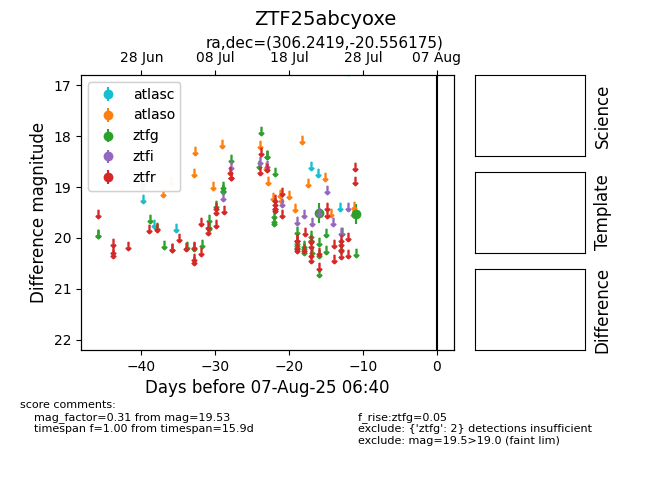 ZTF25abcyoxe
ra,dec=(306.2419,-20.556175)
28 Jun 08 Jul 18 Jul 28 Jul 07 Aug
17
18
19
20
21
22
Difference magnitude
atlasc
atlaso
ztfg
ztfi
ztfr
−40 −30 −20 −10 0
Days before 07-Aug-25 06:40
Science
Template
Difference
score comments:
mag_factor=0.31 from mag=19.53
timespan f=1.00 from timespan=15.9d
f_rise:ztfg=0.05
exclude: {'ztfg': 2} detections insufficient
exclude: mag=19.5>19.0 (faint lim)